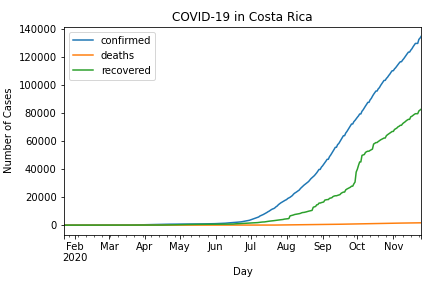 COVID-19 in Costa Rica
confirmed
deaths
recovered
140000
120000
100000
80000
60000
40000
20000
0
Number of Cases
Feb Mar Apr May Jun Jul Aug Sep Oct Nov
2020
Day